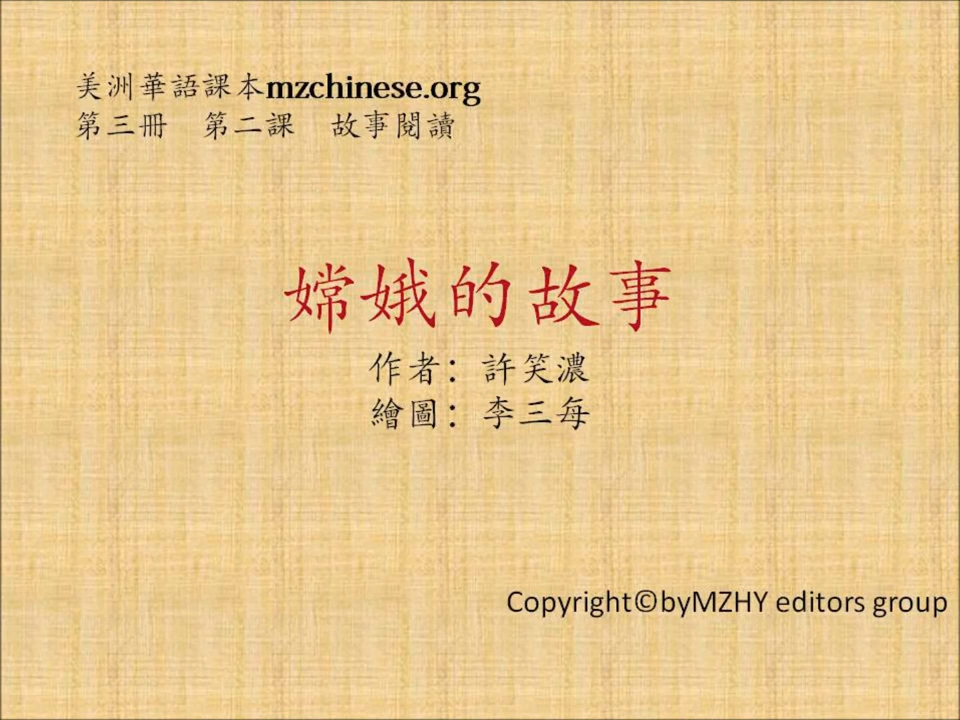 美洲華語課本mzchinese.org
第三冊　第二課　故事閱讀
嫦娥的故事
作者：許笑濃
繪圖：李三每
Copyright©byMZHY editors group